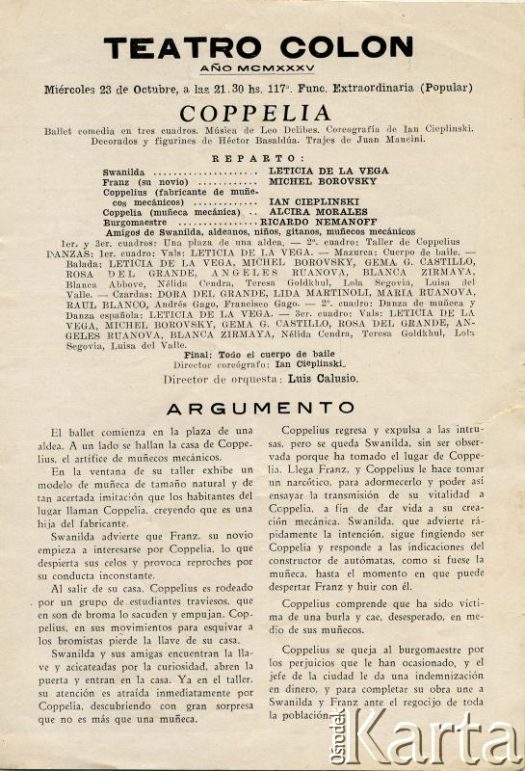 TEATRO COLON
AÑO MCMXXXV
Miércoles 23 de Octubre, a las 21.30 hs. 117ª. Func. Extraordinaria (Popular)
COPPELIA
Ballet comedia en tres cuadros. Música de Leo Delibes. Coreografía de Ian Cieplinski.
Decorados y figurines de Héctor Basaldúa. Trajes de Juan Mancini.
REPARTO:
Swanilda ..................... LETICIA DE LA VEGA
Franz (su novio) ............ MICHEL BOROVSKY
Coppelius (fabricante de muñe-
cos mecánicos) ............ IAN CIEPLINSKI
Coppelia (muñeca mecánica) .. ALCIRA MORALES
Burgomaestre ................ RICARDO NEMANOFF
Amigos de Swanilda, aldeanos, niños, gitanos, muñecos mecánicos
1er. y 3er. cuadros: Una plaza de una aldea. — 2º. cuadro: Taller de Coppelius
DANZAS: 1er. cuadro: Vals: LETICIA DE LA VEGA. — Mazurca: Cuerpo de baile. —
Balada: LETICIA DE LA VEGA, MICHEL BOROVSKY, GEMA G. CASTILLO,
ROSA DEL GRANDE, ANGELES RUANOVA, BLANCA ZIRMAYA,
Blanca Abbove, Nélida Cendra, Teresa Goldkhul, Lola Segovia, Luisa del
Valle. — Czardas: DORA DEL GRANDE, LIDA MARTINOLI, MARIA RUANOVA,
RAUL BLANCO, Andrés Gago, Francisco Gago. — 2º cuadro: Danza de muñeca y
Danza española: LETICIA DE LA VEGA. — 3er. cuadro: Vals: LETICIA DE LA
VEGA, MICHEL BOROVSKY, GEMA G. CASTILLO, ROSA DEL GRANDE, AN-
GELES RUANOVA, BLANCA ZIRMAYA, Nélida Cendra, Teresa Goldkhul, Lola
Segovia, Luisa del Valle.
Final: Todo el cuerpo de baile
Director coreógrafo: Ian Cieplinski.
Director de orquesta: Luis Calusio.
ARGUMENTO
El ballet comienza en la plaza de una
aldea. A un lado se hallan la casa de Coppe-
lius, el artífice de muñecos mecánicos.
En la ventana de su taller exhibe un
modelo de muñeca de tamaño natural y de
tan acertada imitación que los habitantes del
lugar llaman Coppelia, creyendo que es una
hija del fabricante.
Swanilda advierte que Franz, su novio
empieza a interesarse por Coppelia, lo que
despierta sus celos y provoca reproches por
su conducta inconstante.
Al salir de su casa, Coppelius es rodeado
por un grupo de estudiantes traviesos, que
en son de broma lo sacuden y empujan. Cop-
pelius, en sus movimientos para esquivar a
los bromistas pierde la llave de su casa.
Swanilda y sus amigas encuentran la lla-
ve y acicateadas por la curiosidad, abren la
puerta y entran en la casa. Ya en el taller,
su atención es atraída inmediatamente por
Coppelia, descubriendo con gran sorpresa
que no es más que una muñeca.
Coppelius regresa y expulsa a las intru-
sas, pero se queda Swanilda, sin ser obser-
vada porque ha tomado el lugar de Coppe-
lia. Llega Franz, y Coppelius le hace tomar
un narcótico, para adormecerlo y poder así
ensayar la transmisión de su vitalidad a
Coppelia, a fin de dar vida a su crea-
ción mecánica. Swanilda, que advierte rá-
pidamente la intención, sigue fingiendo ser
Coppelia y responde a las indicaciones del
constructor de autómatas, como si fuese la
muñeca, hasta el momento en que puede
despertar Franz y huir con él.
Coppelius comprende que ha sido vícti-
ma de una burla y cae, desesperado, en me-
dio de sus muñecos.
Coppelius se queja al burgomaestre por
los perjuicios que han ocasionado, y el
jefe de la ciudad le da una indemnización
en dinero, y para completar su obra une a
Swanilda y Franz ante el regocijo de toda
la población.
ośrodek
Karta